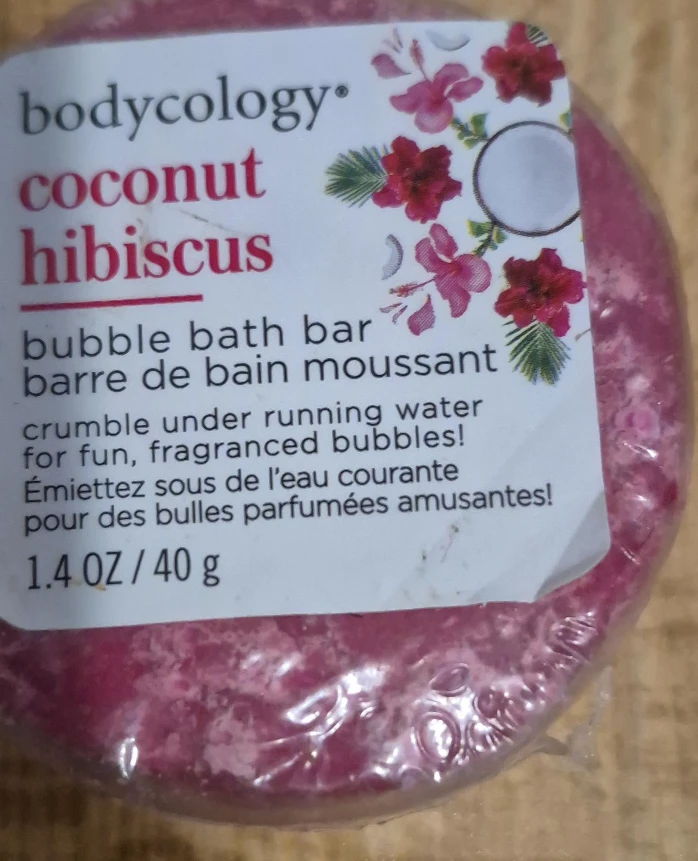 bodycology®
coconut
hibiscus
bubble bath bar
barre de bain moussant
crumble under running water
for fun, fragranced bubbles!
Émiettez sous de l'eau courante
pour des bulles parfumées amusantes!
1.4 OZ / 40 g